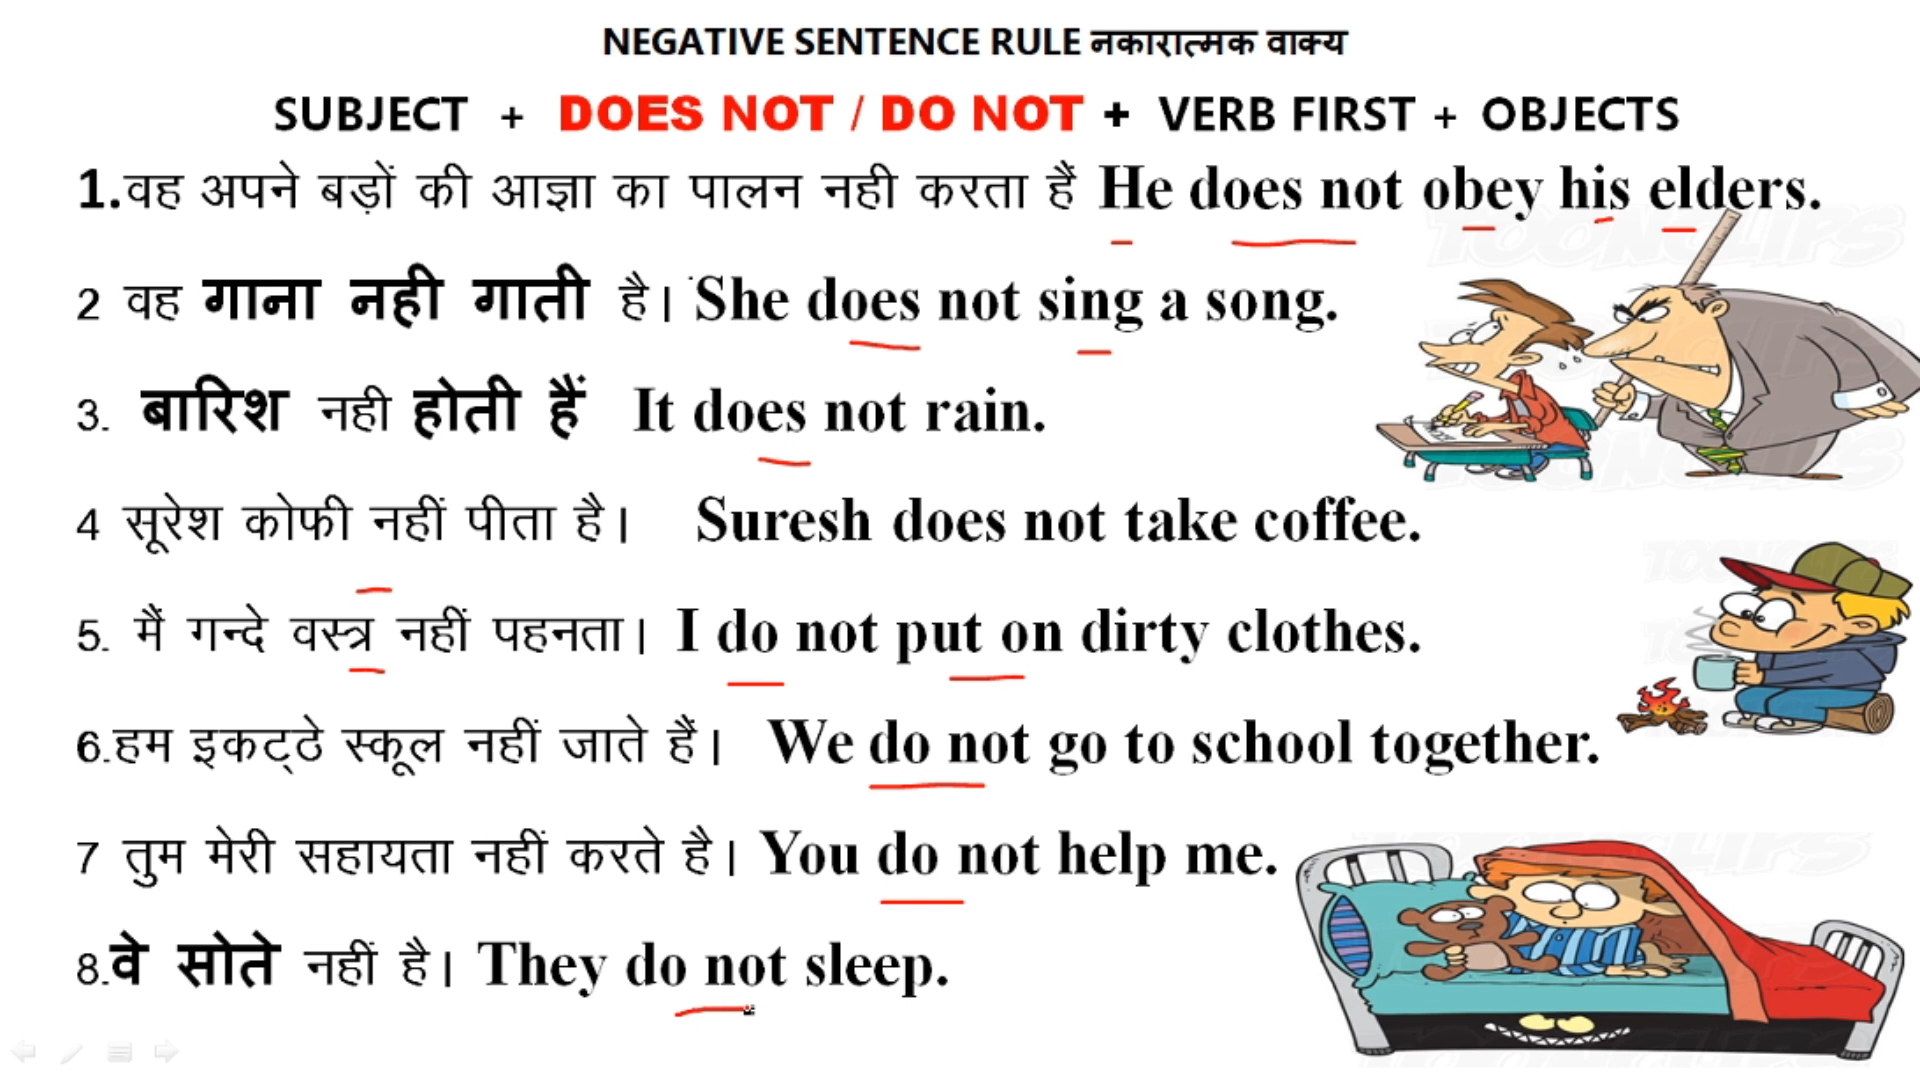 NEGATIVE SENTENCE RULE नकारात्मक वाक्य
SUBJECT + DOES NOT / DO NOT + VERB FIRST + OBJECTS
1.वह अपने बड़ों की आज्ञा का पालन नही करता हैं He does not obey his elders.
2 वह गाना नही गाती है। She does not sing a song.
3. बारिश नही होती हैं It does not rain.
4 सूरेश कोफी नहीं पीता है। Suresh does not take coffee.
5. मैं गन्दे वस्त्र नहीं पहनता। I do not put on dirty clothes.
6.हम इकट्ठे स्कूल नहीं जाते हैं। We do not go to school together.
7 तुम मेरी सहायता नहीं करते है। You do not help me.
8.वे सोते नहीं है। They do not sleep.